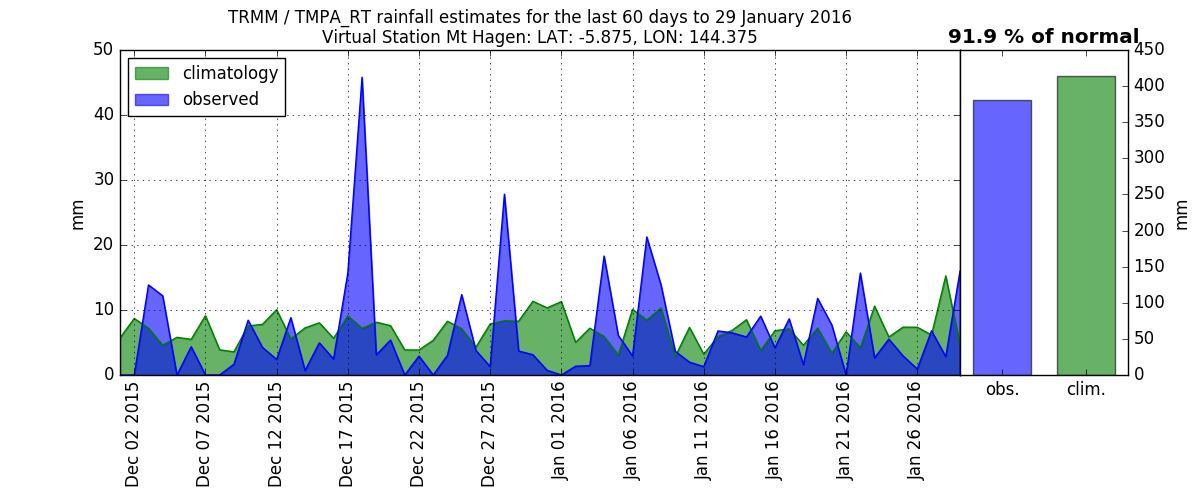 TRMM / TMPA_RT rainfall estimates for the last 60 days to 29 January 2016
Virtual Station Mt Hagen: LAT: -5.875, LON: 144.375
91.9 % of normal
climatology
observed
50
40
30
20
10
0
mm
Dec 02 2015
Dec 07 2015
Dec 12 2015
Dec 17 2015
Dec 22 2015
Dec 27 2015
Jan 01 2016
Jan 06 2016
Jan 11 2016
Jan 16 2016
Jan 21 2016
Jan 26 2016
450
400
350
300
250
200
150
100
50
0
mm
obs.
clim.